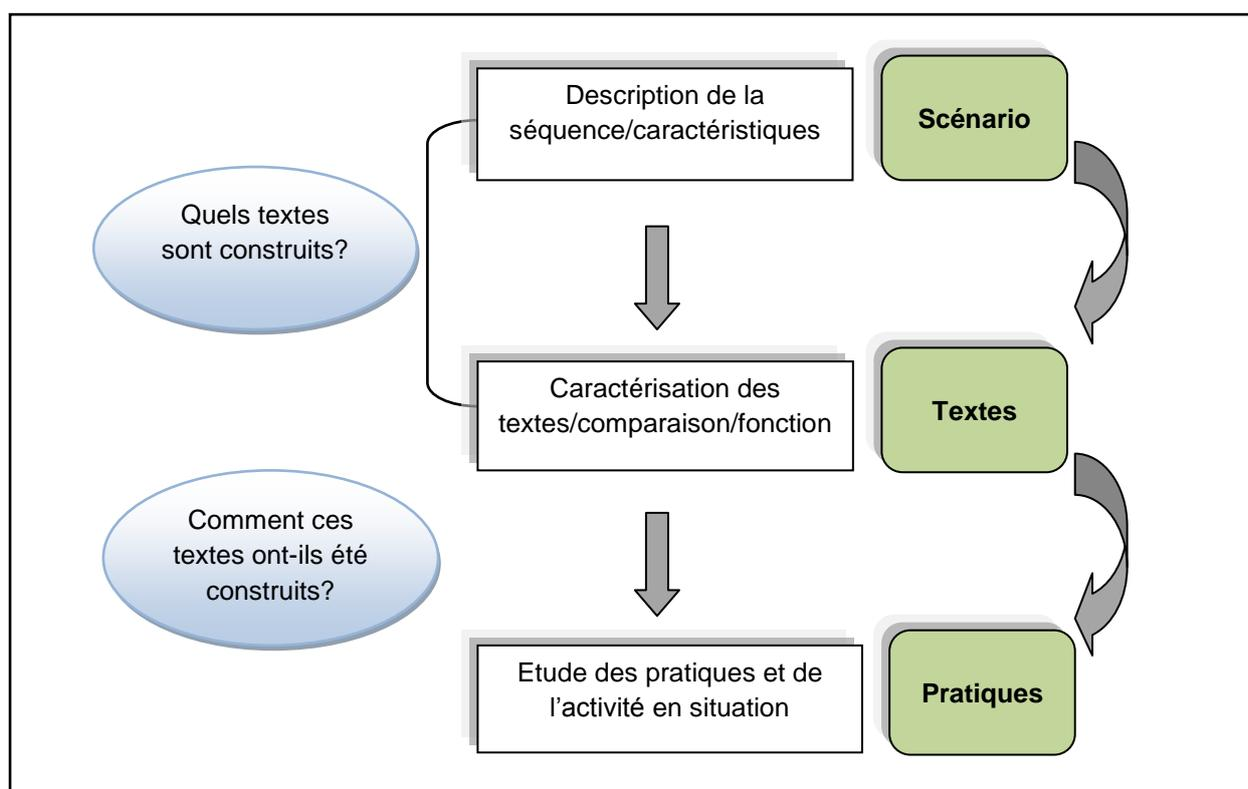 Description de la
séquence/caractéristiques
Scénario
Quels textes
sont construits?
Caractérisation des
textes/comparaison/fonction
Textes
Comment ces
textes ont-ils été
construits?
Etude des pratiques et de
l’activité en situation
Pratiques